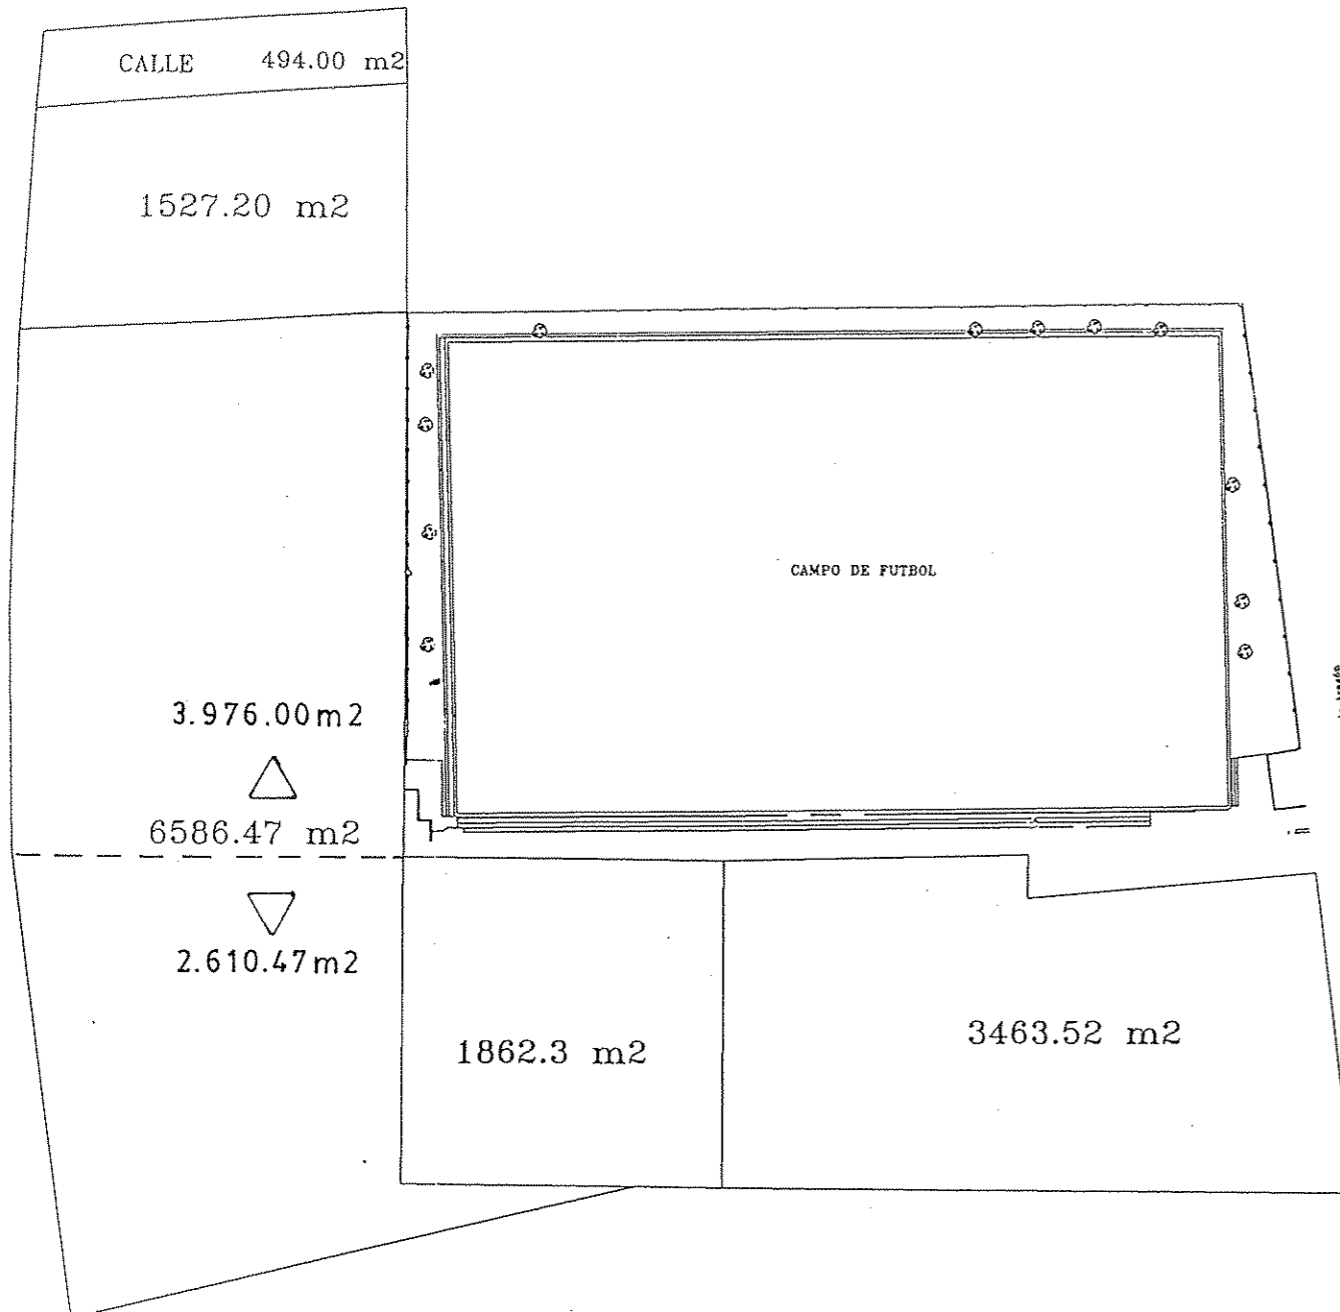 CALLE 494.00 m2
1527.20 m2
CAMPO DE FUTBOL
3.976.00m2
6586.47 m2
2.610.47m2
1862.3 m2
3463.52 m2